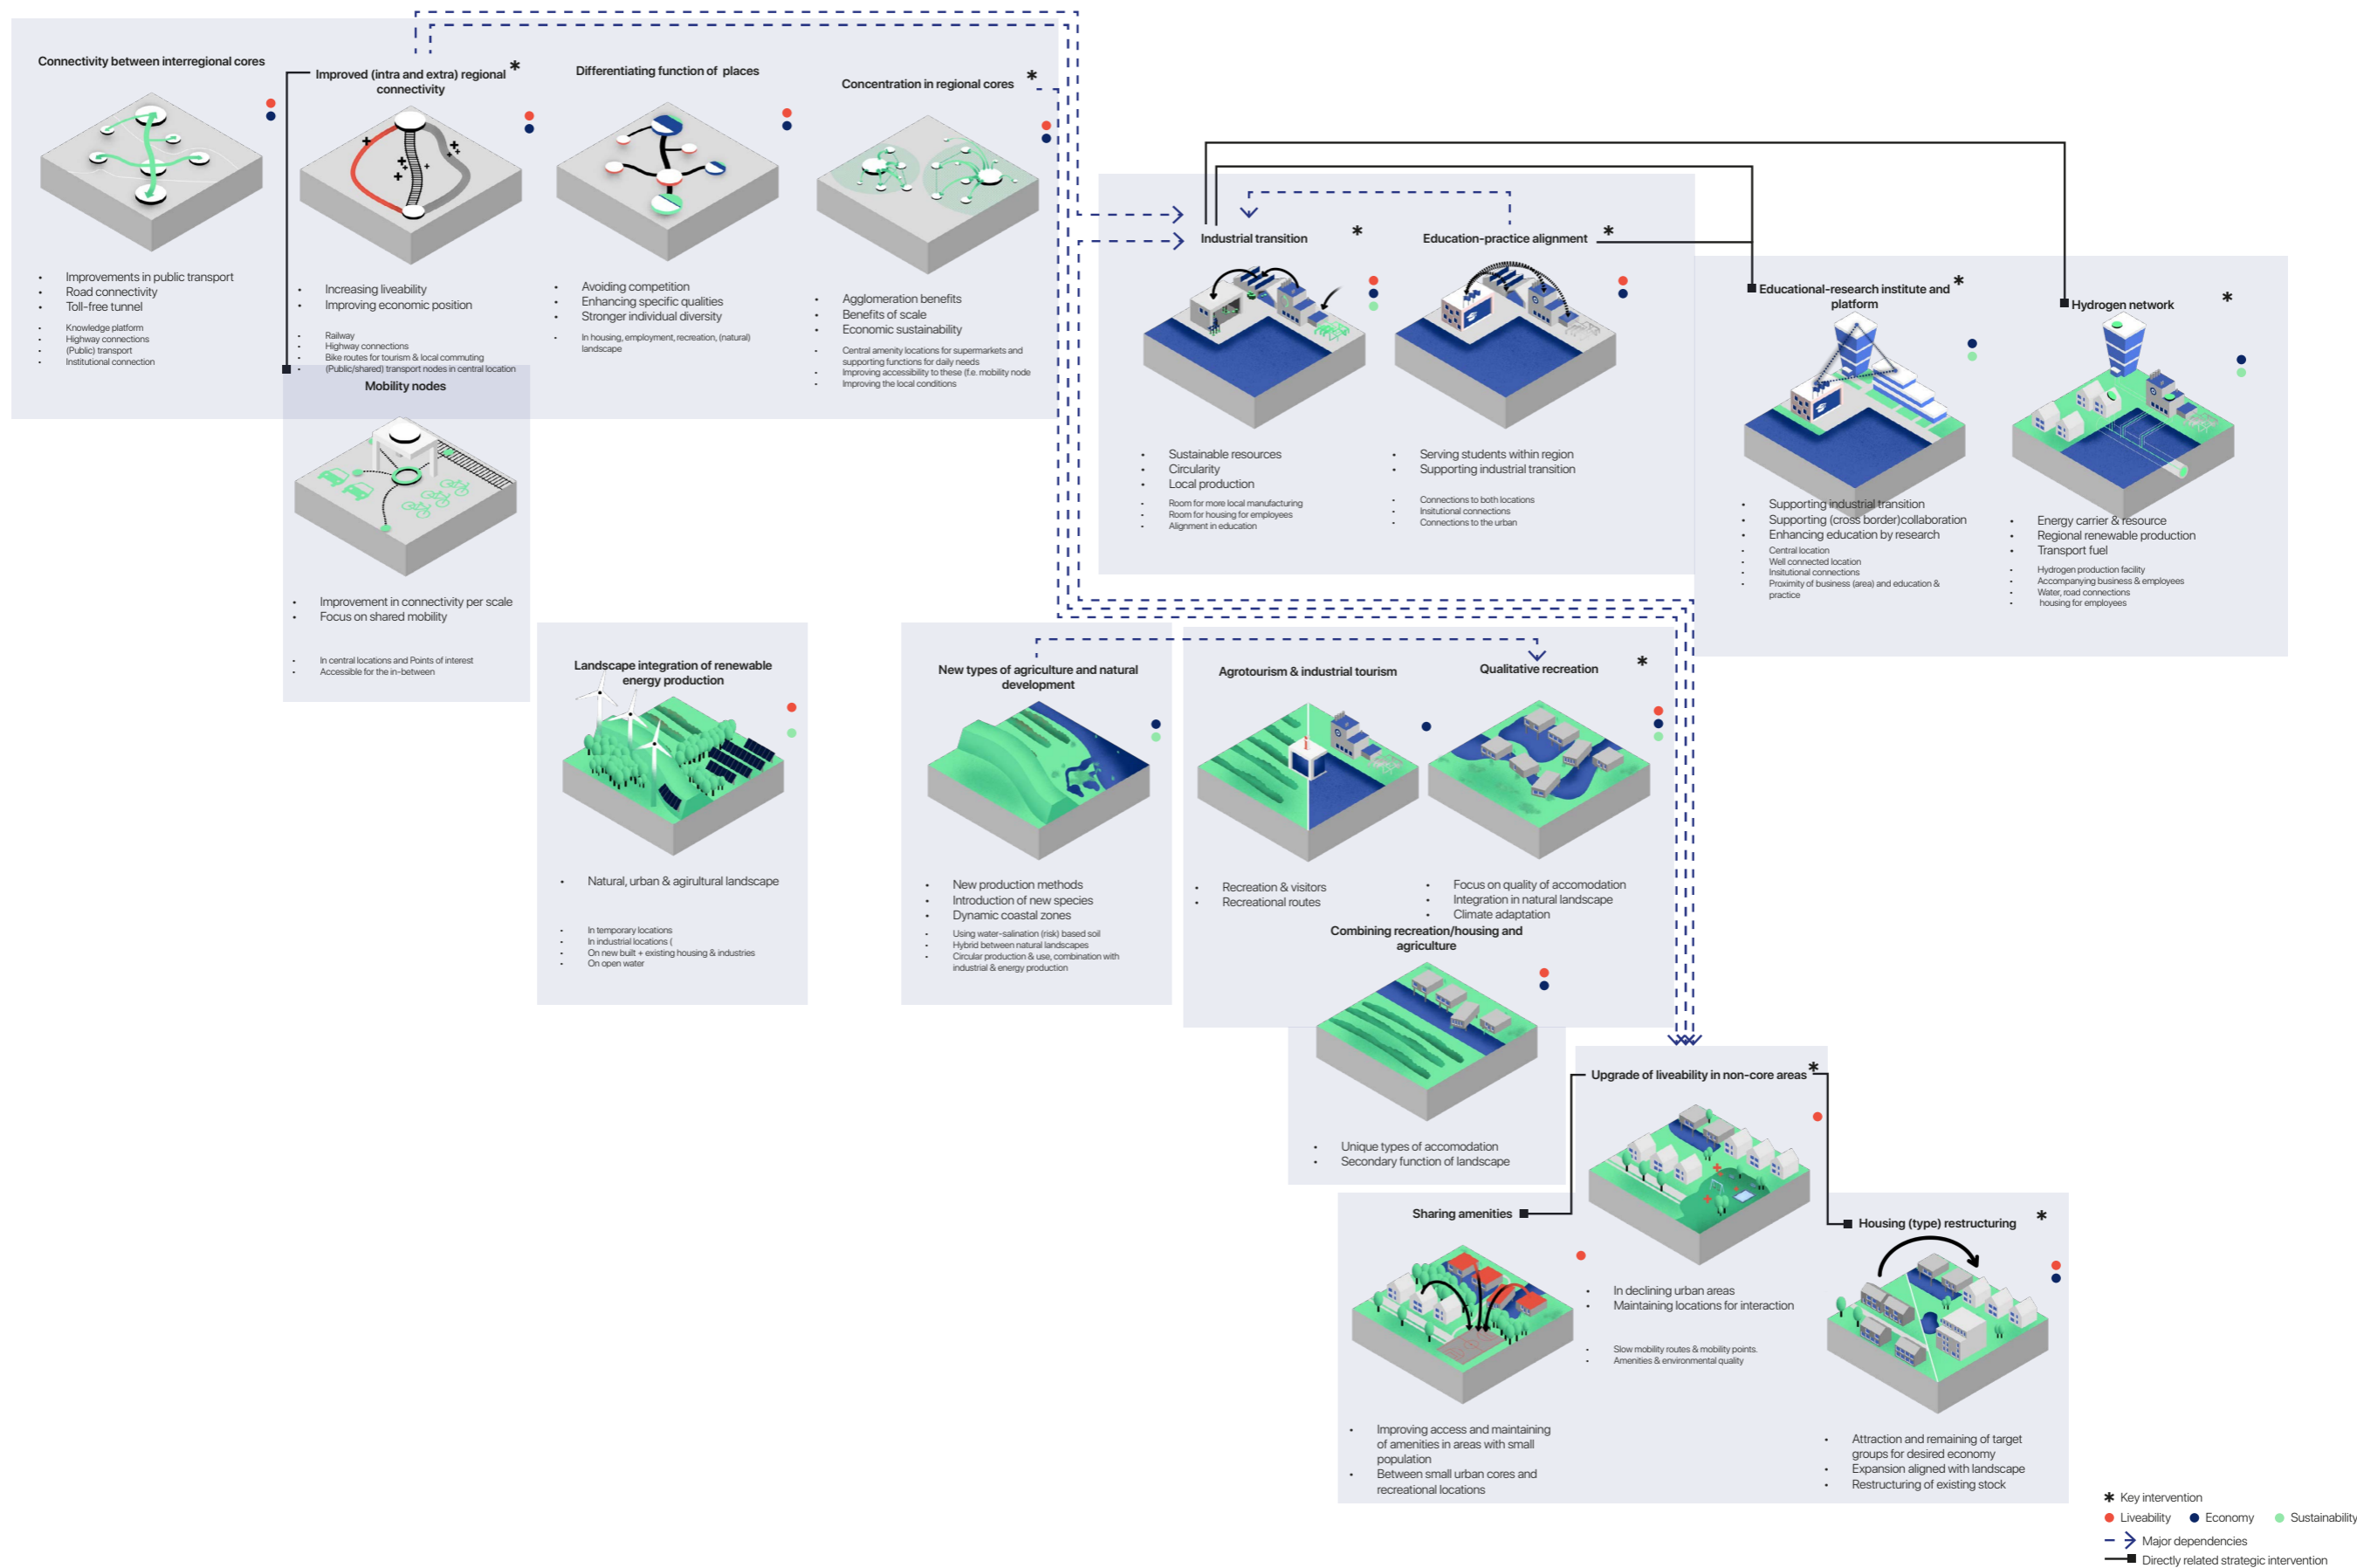 Connectivity between interregional cores
• Improvements in public transport
• Road connectivity
• Toll-free tunnel
• Knowledge platform
• Highway connections
• (Public) transport
• Institutional connection
Improved (intra and extra) regional
connectivity
*
• Increasing liveability
• Improving economic position
• Railway
• Highway connections
• Bike routes for tourism & local commuting
• (Public/shared) transport nodes in central location
Mobility nodes
• Improvement in connectivity per scale
• Focus on shared mobility
• In central locations and Points of interest
• Accessible for the in-between
Differentiating function of places
• Avoiding competition
• Enhancing specific qualities
• Stronger individual diversity
• In housing, employment, recreation, (natural)
landscape
Concentration in regional cores
*
• Agglomeration benefits
• Benefits of scale
• Economic sustainability
• Central amenity locations for supermarkets and
supporting functions for daily needs
• Improving accessibility to these (f.e. mobility node
• Improving the local conditions
Industrial transition
*
• Sustainable resources
• Circularity
• Local production
• Room for more local manufacturing
• Room for housing for employees
• Alignment in education
Education-practice alignment
*
• Serving students within region
• Supporting industrial transition
• Connections to both locations
• Insitutional connections
• Connections to the urban
Educational-research institute and
platform
*
• Supporting industrial transition
• Supporting (cross border)collaboration
• Enhancing education by research
• Central location
• Well connected location
• Insitutional connections
• Proximity of business (area) and education &
practice
Hydrogen network
*
• Energy carrier & resource
• Regional renewable production
• Transport fuel
• Hydrogen production facility
• Accompanying business & employees
• Water, road connections
• housing for employees
Landscape integration of renewable
energy production
• Natural, urban & agirultural landscape
• In temporary locations
• In industrial locations (
• On new built + existing housing & industries
• On open water
New types of agriculture and natural
development
• New production methods
• Introduction of new species
• Dynamic coastal zones
• Using water-salination (risk) based soil
• Hybrid between natural landscapes
• Circular production & use, combination with
industrial & energy production
Agrotourism & industrial tourism
• Recreation & visitors
• Recreational routes
Qualitative recreation
*
• Focus on quality of accomodation
• Integration in natural landscape
• Climate adaptation
Combining recreation/housing and
agriculture
• Unique types of accomodation
• Secondary function of landscape
Upgrade of liveability in non-core areas
*
• In declining urban areas
• Maintaining locations for interaction
• Slow mobility routes & mobility points.
• Amenities & environmental quality
Sharing amenities
• Improving access and maintaining
of amenities in areas with small
population
• Between small urban cores and
recreational locations
Housing (type) restructuring
*
• Attraction and remaining of target
groups for desired economy
• Expansion aligned with landscape
• Restructuring of existing stock
* Key intervention
Liveability Economy Sustainability
Major dependencies
Directly related strategic intervention